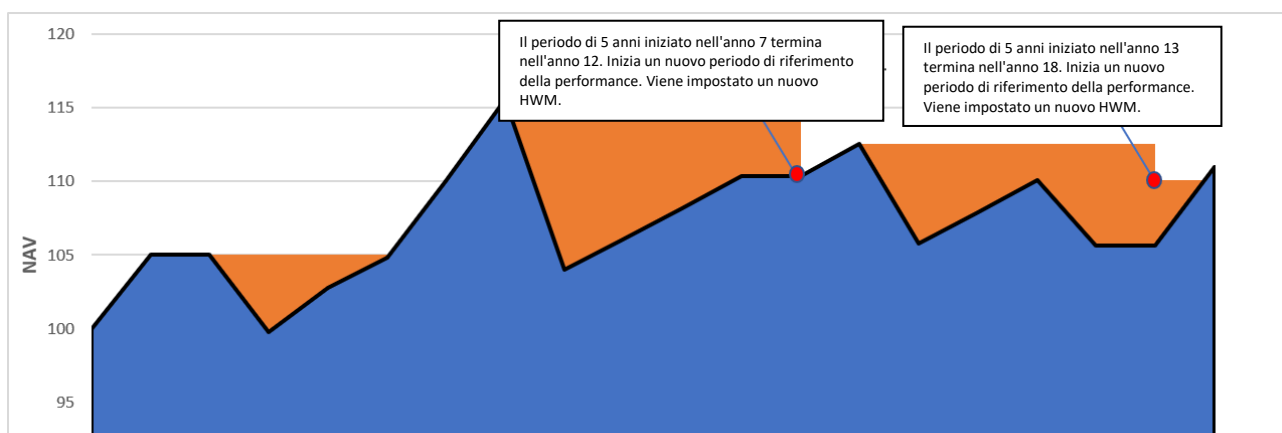 120
115
110
105
100
95
NAV
Il periodo di 5 anni iniziato nell'anno 7 termina
nell'anno 12. Inizia un nuovo periodo di riferimento
della performance. Viene impostato un nuovo
HWM.
Il periodo di 5 anni iniziato nell'anno 13
termina nell'anno 18. Inizia un nuovo
periodo di riferimento della performance.
Viene impostato un nuovo HWM.